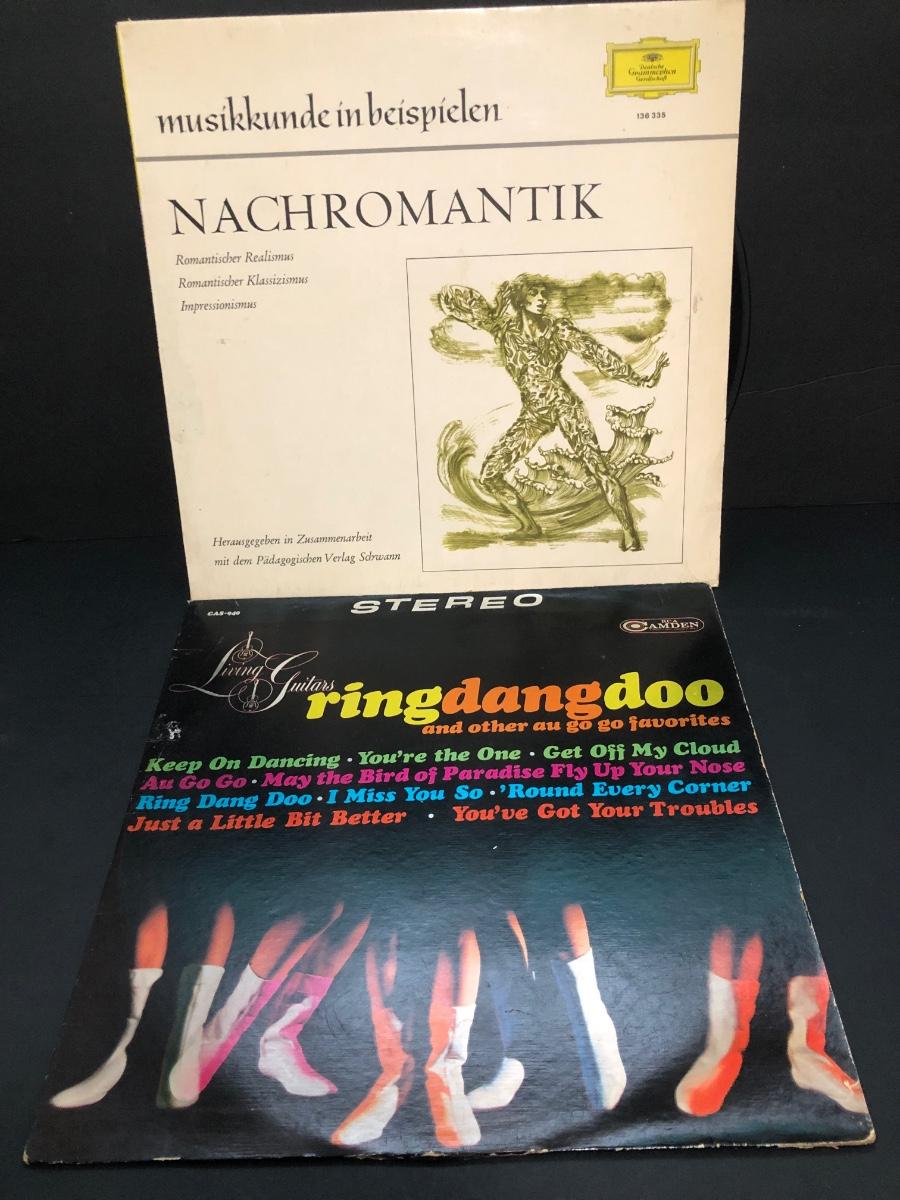 musikkunde in beispielen
Deutsche
Grammophon
Gesellschaft
136 335
NACHROMANTIK
Romantischer Realismus
Romantischer Klassizismus
Impressionismus
Herausgegeben in Zusammenarbeit
mit dem Pädagogischen Verlag Schwann
CAS-949
STEREO
RCA
CAMDEN
Living Guitars
ringdangdoo
and other au go go favorites
Keep On Dancing · You're the One · Get Off My Cloud
Au Go Go · May the Bird of Paradise Fly Up Your Nose
Ring Dang Doo · I Miss You So · 'Round Every Corner
Just a Little Bit Better · You've Got Your Troubles